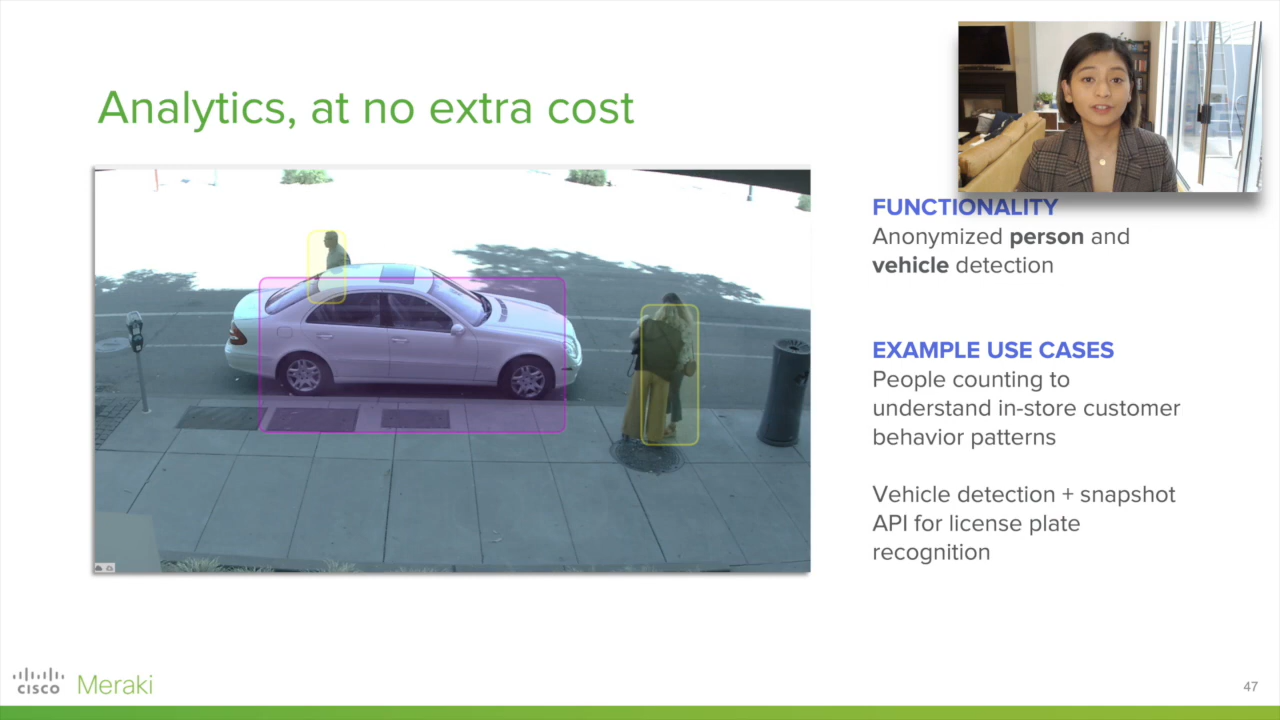 Analytics, at no extra cost
FUNCTIONALITY
Anonymized person and
vehicle detection
EXAMPLE USE CASES
People counting to
understand in-store customer
behavior patterns
Vehicle detection + snapshot
API for license plate
recognition
CISCO Meraki
47